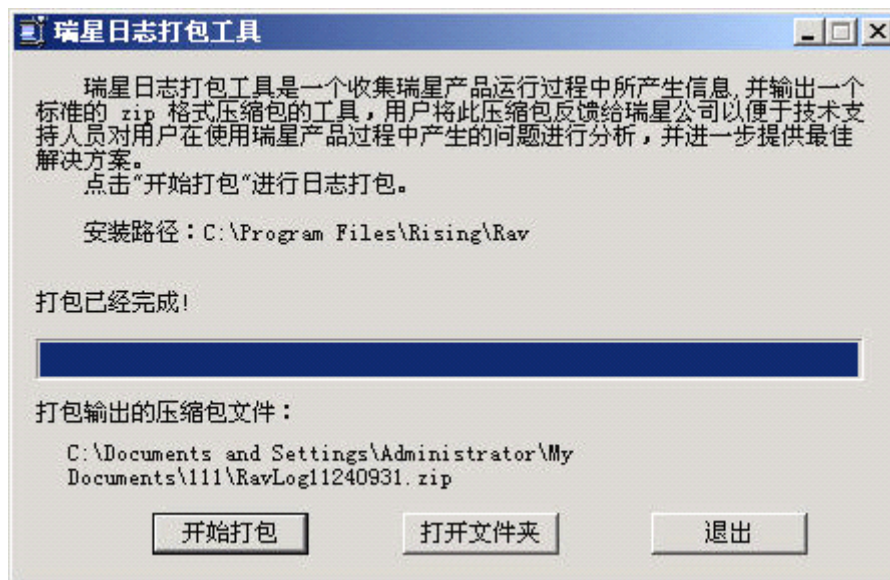 瑞星日志打包工具
瑞星日志打包工具是一个收集瑞星产品运行过程中所产生信息,并输出一个
标准的 zip 格式压缩包的工具，用户将此压缩包反馈给瑞星公司以便于技术支
持人员对用户在使用瑞星产品过程中产生的问题进行分析，并进一步提供最佳
解决方案。
点击“开始打包“进行日志打包。
安装路径：C:\Program Files\Rising\Rav
打包已经完成!
打包输出的压缩包文件：
C:\Documents and Settings\Administrator\My
Documents\111\RavLog11240931.zip
开始打包
打开文件夹
退出